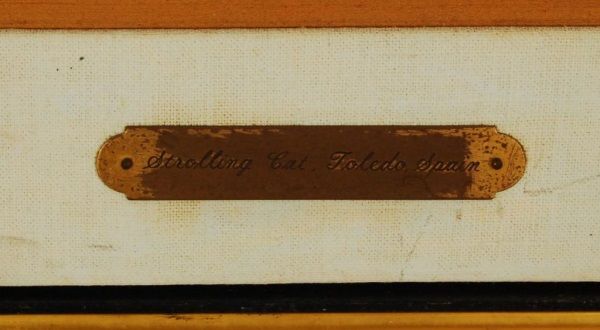 Strolling Cat, Toledo, Spain